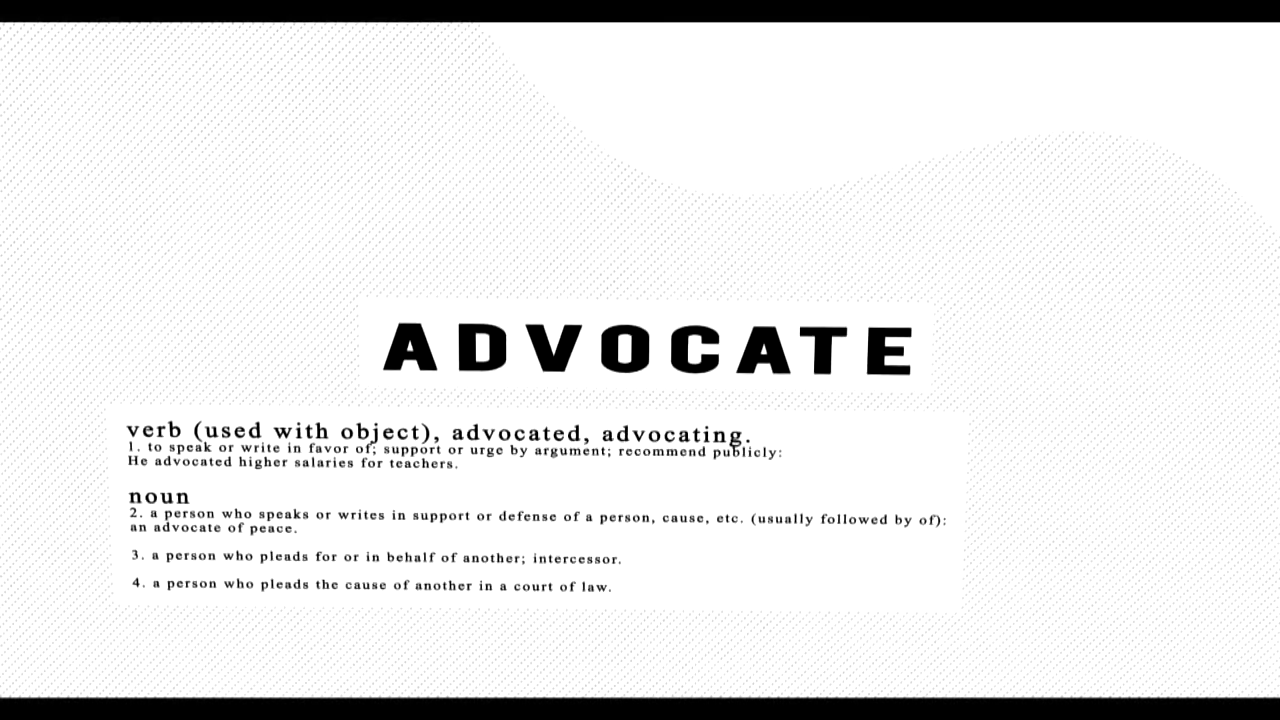 ADVOCATE
verb (used with object), advocated, advocating.
1. to speak or write in favor of; support or urge by argument; recommend publicly:
He advocated higher salaries for teachers.
noun
2. a person who speaks or writes in support or defense of a person, cause, etc. (usually followed by of):
an advocate of peace.
3. a person who pleads for or in behalf of another; intercessor.
4. a person who pleads the cause of another in a court of law.